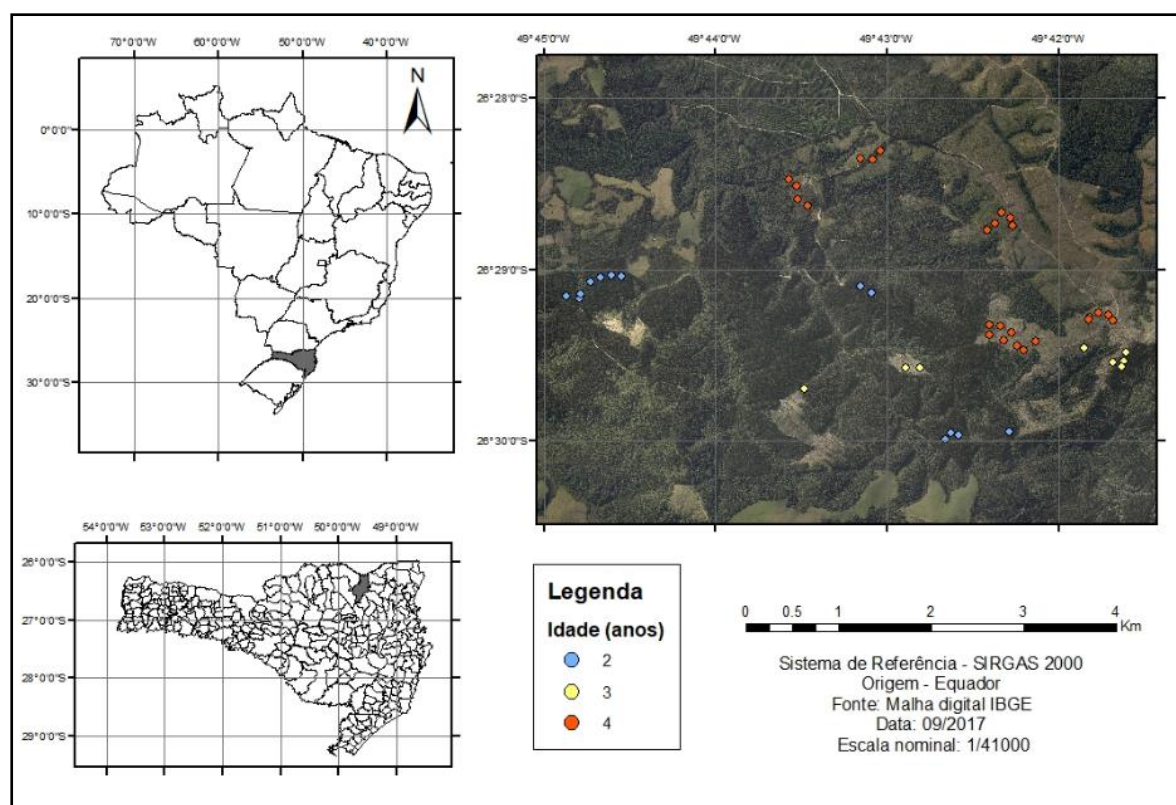 70°0'0"W 60°0'0"W 50°0'0"W 40°0'0"W
N
0°0'0"
10°0'0"S
20°0'0"S
30°0'0"S
49°45'0"W 49°44'0"W 49°43'0"W 49°42'0"W
26°28'0"S
26°29'0"S
26°30'0"S
54°0'0"W 53°0'0"W 52°0'0"W 51°0'0"W 50°0'0"W 49°0'0"W
26°0'0"S
27°0'0"S
28°0'0"S
29°0'0"S
Legenda
Idade (anos)
2
3
4
0 0.5 1 2 3 4
Km
Sistema de Referência - SIRGAS 2000
Origem - Equador
Fonte: Malha digital IBGE
Data: 09/2017
Escala nominal: 1/41000